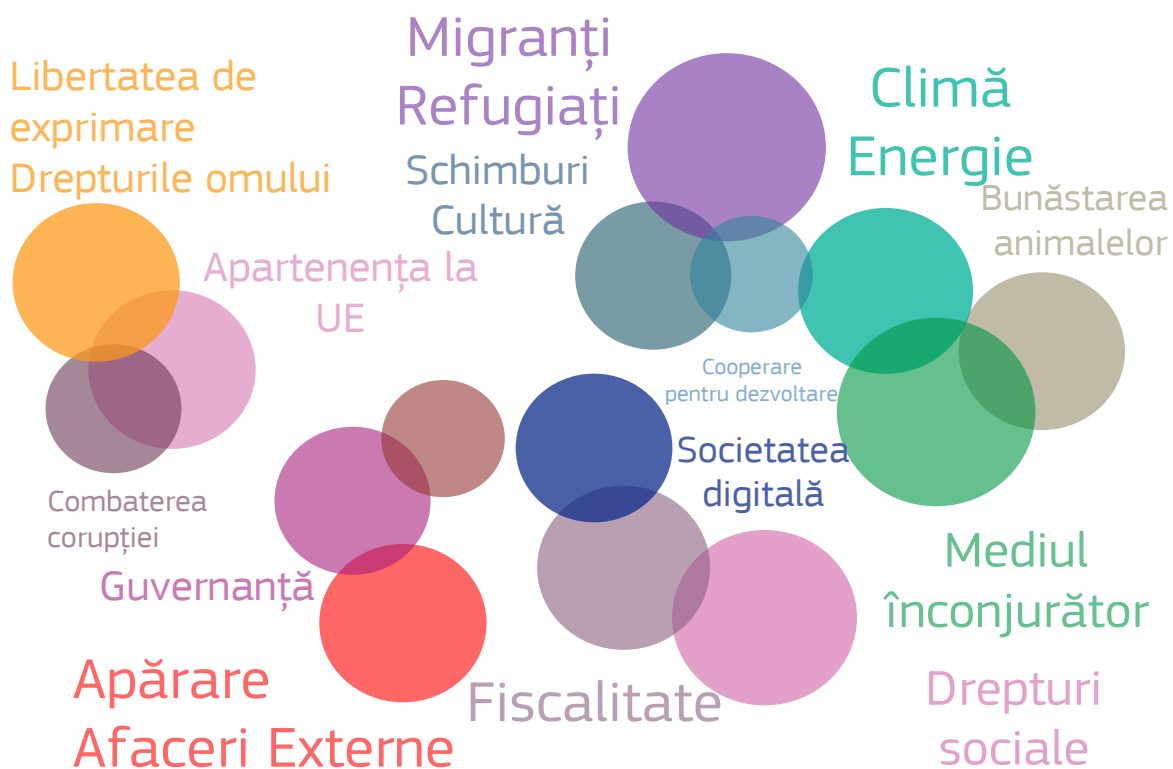 Migranți
Refugiați
Libertatea de
exprimare
Drepturile omului
Climă
Energie
Schimburi
Cultură
Bunăstarea
animalelor
Apartenența la
UE
Cooperare
pentru dezvoltare
Societatea
digitală
Combaterea
corupției
Guvernanță
Mediul
înconjurător
Apărare
Afaceri Externe
Fiscalitate
Drepturi
sociale